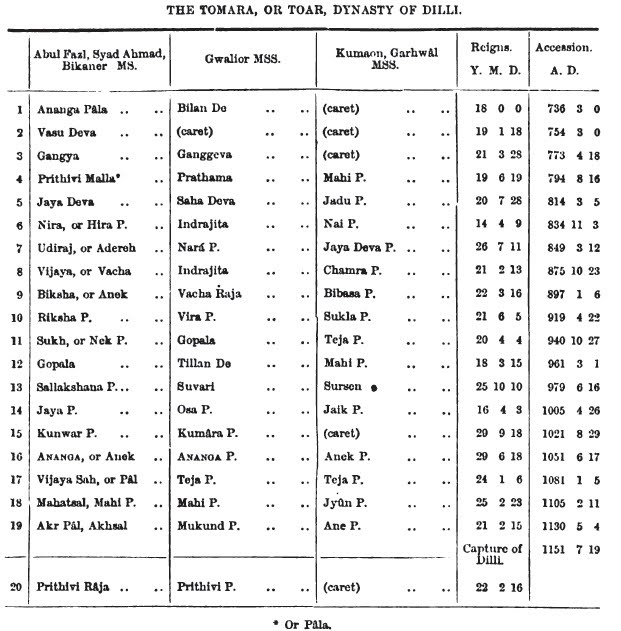 THE TOMARA, OR TOAR, DYNASTY OF DILLI.
Abul Fazl, Syad Ahmad, Bikaner MS. Gwalior MSS. Kumaon, Garhwâl MSS. Reigns. Y. M. D. Accession. A. D.
1 Ananga Pâla .. .. Bilan De .. .. (caret) .. .. 18 0 0 736 3 0
2 Vasu Deva .. .. (caret) .. .. (caret) .. .. 19 1 18 754 3 0
3 Gangya .. .. Ganggeva .. .. (caret) .. .. 21 3 28 773 4 18
4 Prithivi Malla* .. Prathama .. .. Mahi P. .. .. 19 6 19 794 8 16
5 Jaya Deva .. .. Saha Deva .. .. Jadu P. .. .. 20 7 28 814 3 5
6 Nira, or Hira P. .. Indrajita .. .. Nai P. .. .. 14 4 9 834 11 3
7 Udiraj, or Adereh .. Nará P. .. .. Jaya Deva P. .. .. 26 7 11 849 3 12
8 Vijaya, or Vacha .. Indrajita .. .. Chamra P. .. .. 21 2 13 875 10 23
9 Biksha, or Anek .. Vacha Raja .. .. Bibasa P. .. .. 22 3 16 897 1 6
10 Riksha P. .. .. Vira P. .. .. Sukla P. .. .. 21 6 5 919 4 22
11 Sukh, or Nek P. .. Gopala .. .. Teja P. .. .. 20 4 4 940 10 27
12 Gopala .. .. Tillan De .. .. Mahi P. .. .. 18 3 15 961 3 1
13 Sallakshana P... .. Suvari .. .. Sursen .. .. 25 10 10 979 6 16
14 Jaya P. .. .. Osa P. .. .. Jaik P. .. .. 16 4 3 1005 4 26
15 Kunwar P. .. .. Kumâra P. .. .. (caret) .. .. 29 9 18 1021 8 29
16 ANANGA, or Anek .. ANANGA P. .. .. Anek P. .. .. 29 6 18 1051 6 17
17 Vijaya Sah, or Pâl .. Teja P. .. .. Teja P. .. .. 24 1 6 1081 1 5
18 Mahatsal, Mahi P. .. Mahi P. .. .. Jyûn P. .. .. 25 2 23 1105 2 11
19 Akr Pâl, Akhsal .. Mukund P. .. .. Ane P. .. .. 21 2 15 1130 5 4
Capture of Dilli. 1151 7 19
20 Prithivi Râja .. .. Prithivi P. .. .. (caret) .. .. 22 2 16
* Or Pâla.